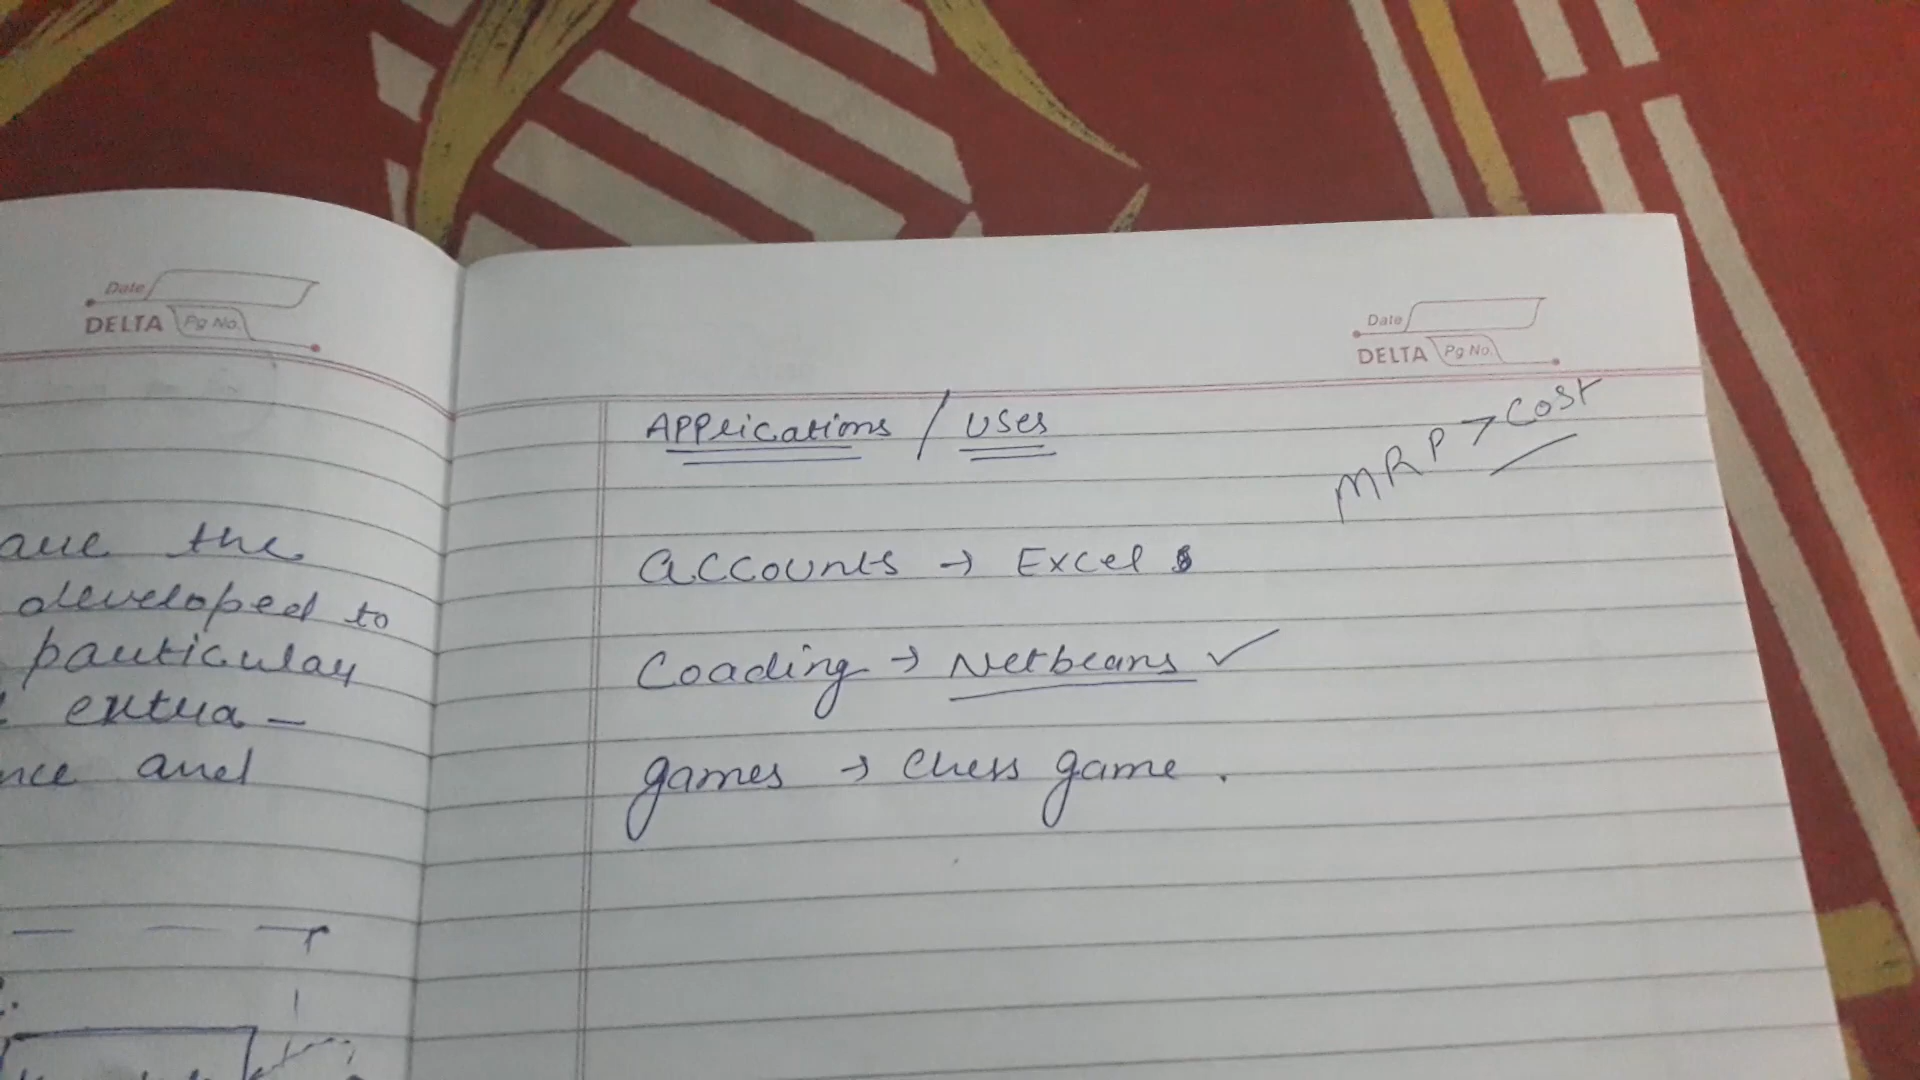 Date
DELTA Pg No.
ave the
developed to
particular
extra -
and
Date
DELTA Pg No.
MRP > Cost
Applications / Uses
Accounts → Excel
Coading → Netbeans ✓
games → Chess game.